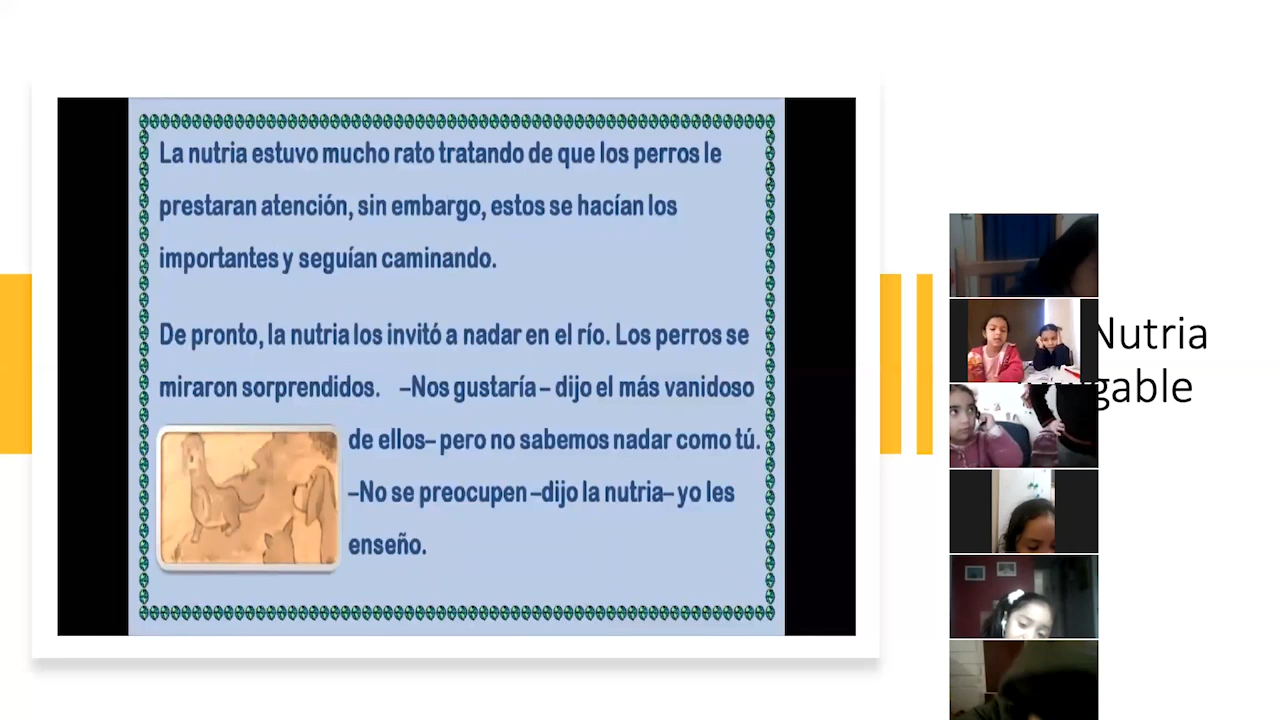 La nutria estuvo mucho rato tratando de que los perros le
prestaran atención, sin embargo, estos se hacían los
importantes y seguían caminando.
De pronto, la nutria los invitó a nadar en el río. Los perros se
miraron sorprendidos. –Nos gustaría – dijo el más vanidoso
de ellos– pero no sabemos nadar como tú.
–No se preocupen –dijo la nutria– yo les
enseño.
Nutria